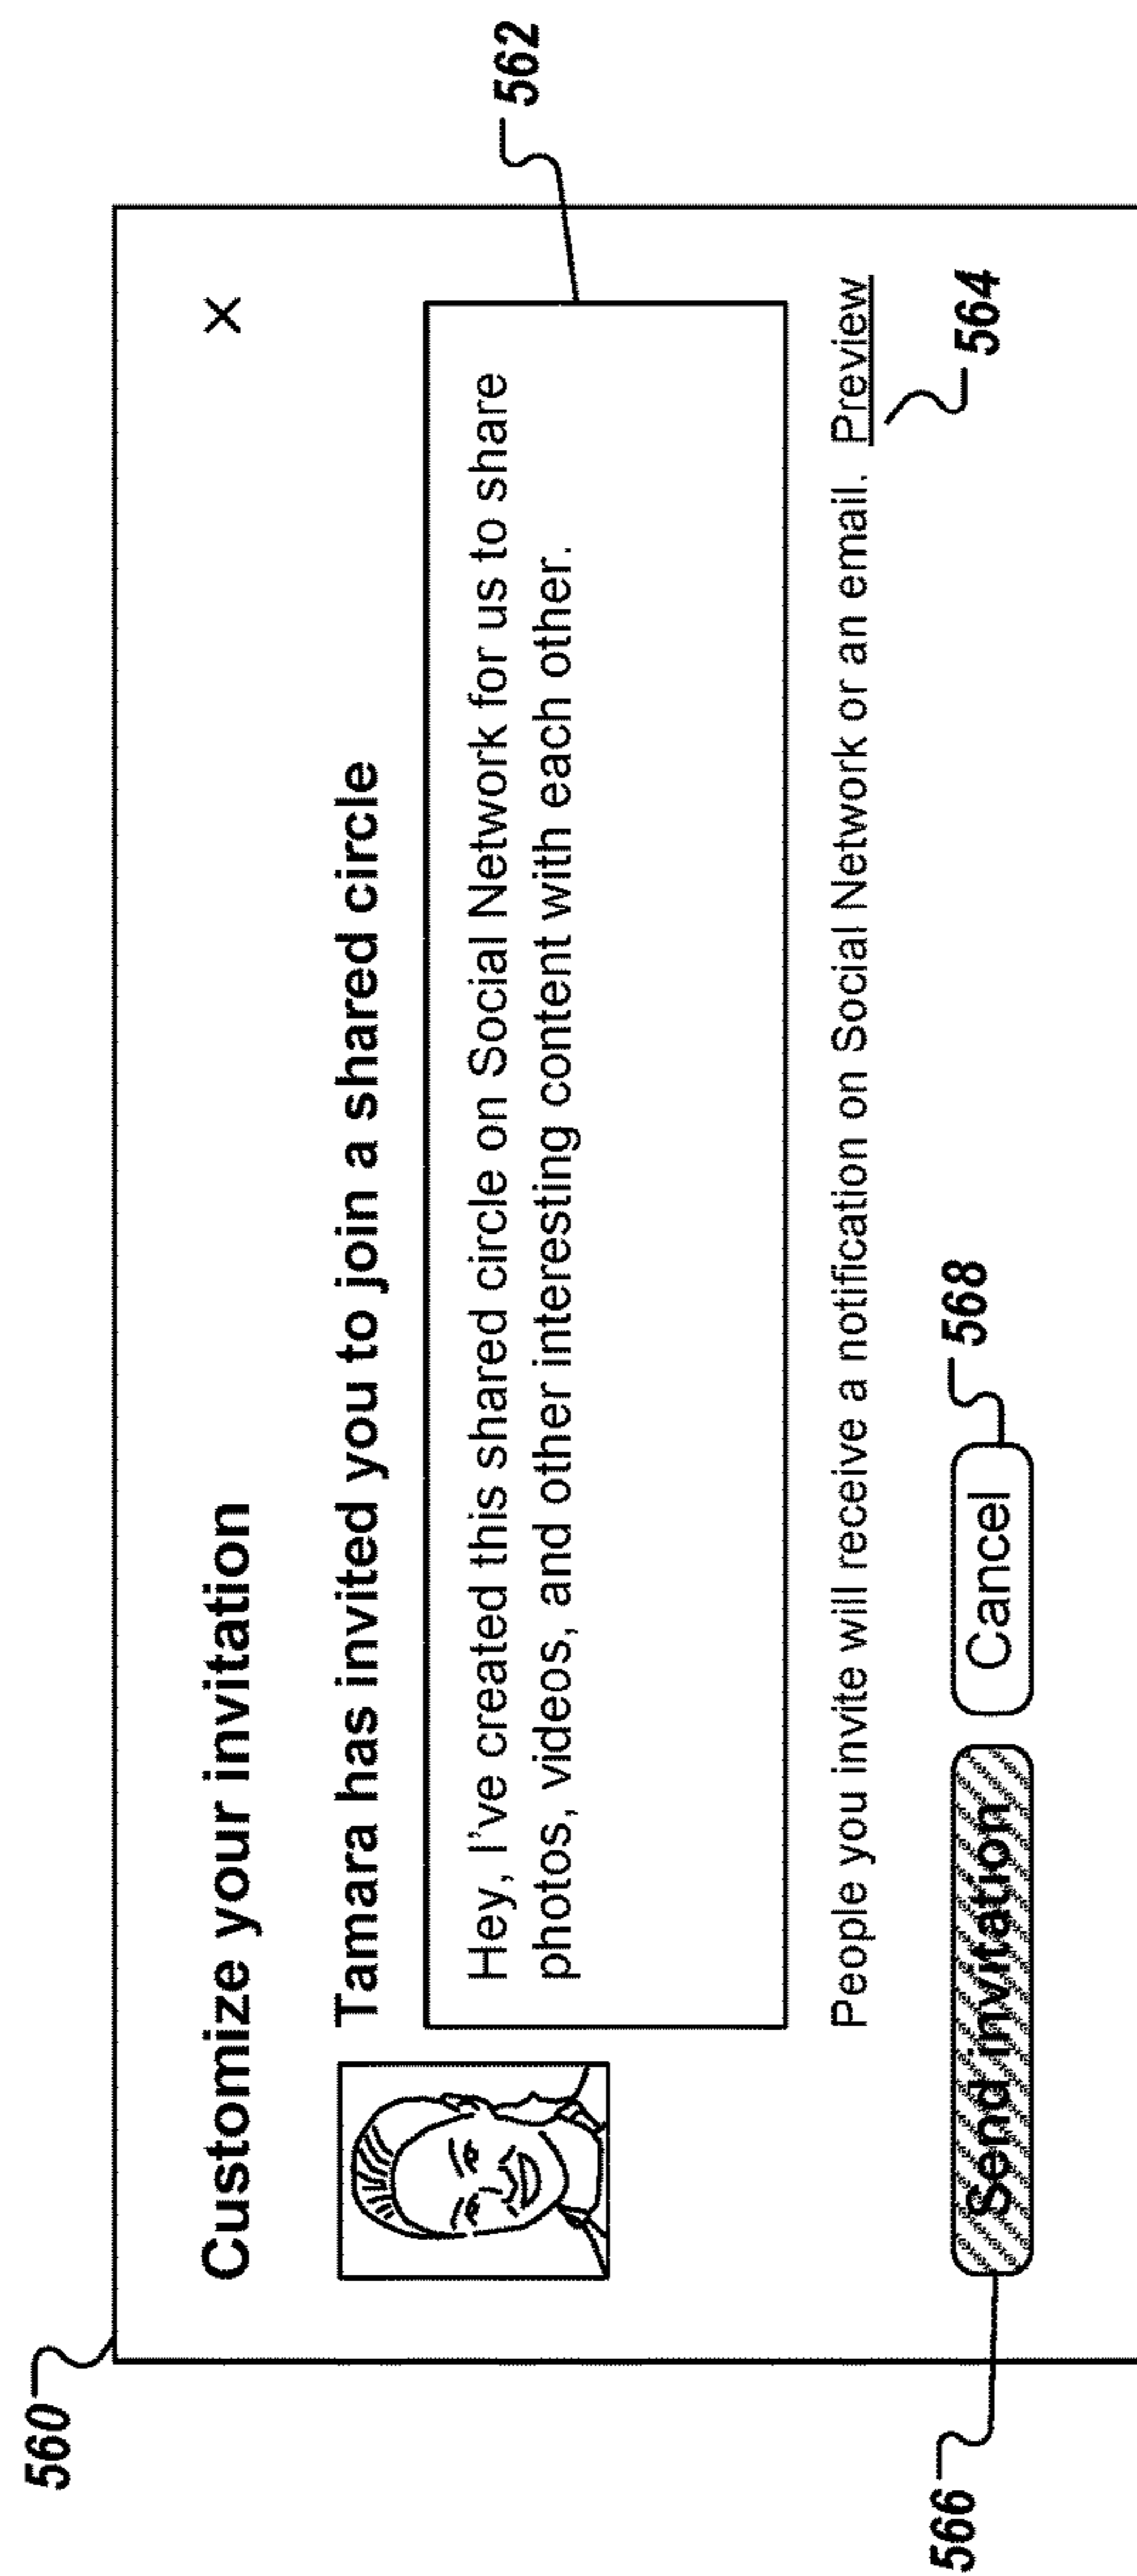 560
Customize your invitation
X
Tamara has invited you to join a shared circle
Hey, I've created this shared circle on Social Network for us to share
photos, videos, and other interesting content with each other.
562
People you invite will receive a notification on Social Network or an email. Preview
564
566
Send invitation
Cancel
568